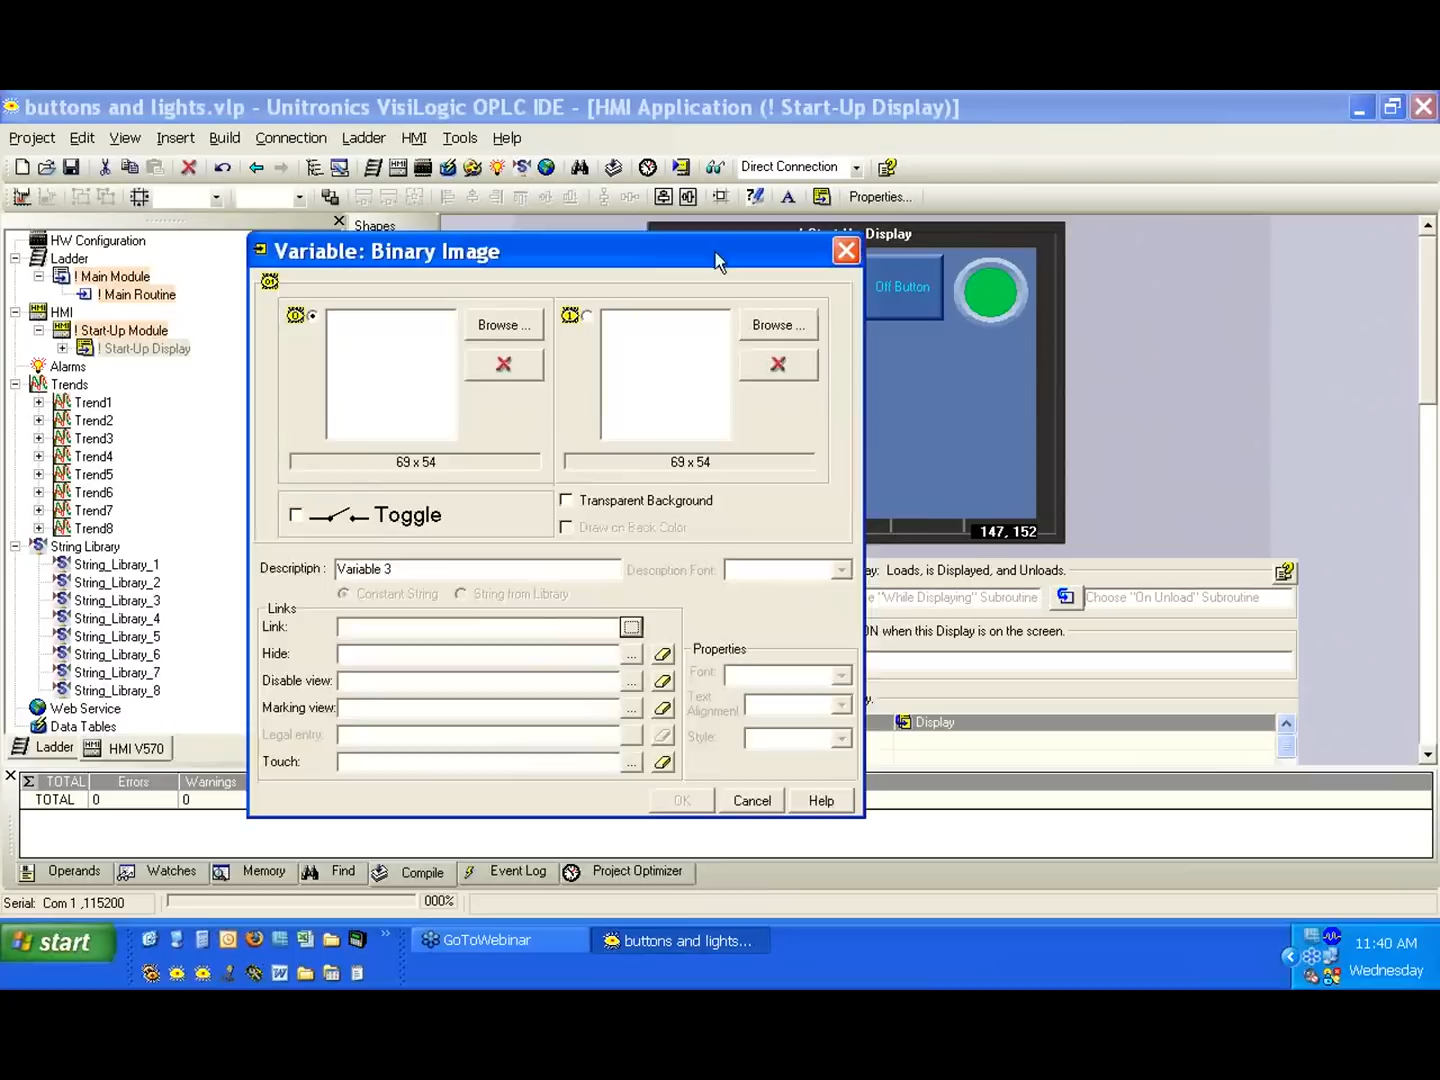 buttons and lights.vlp - Unitronics VisiLogic OPLC IDE - [HMI Application (! Start-Up Display)]
Project Edit View Insert Build Connection Ladder HMI Tools Help
Direct Connection
Properties...
Shapes
HW Configuration
Ladder
! Main Module
! Main Routine
HMI
! Start-Up Module
! Start-Up Display
Alarms
Trends
Trend1
Trend2
Trend3
Trend4
Trend5
Trend6
Trend7
Trend8
String Library
String_Library_1
String_Library_2
String_Library_3
String_Library_4
String_Library_5
String_Library_6
String_Library_7
String_Library_8
Web Service
Data Tables
Ladder HMI V570
Variable: Binary Image
Browse ... Browse ...
69 x 54 69 x 54
Toggle
Transparent Background
Draw on Back Color
Description : Variable 3 Description Font:
Constant String String from Library
Links
Link:
Hide:
Disable view:
Marking view:
Legal entry:
Touch:
Properties
Font:
Text
Alignment
Style:
OK Cancel Help
Display
Off Button
147, 152
Loads, is Displayed, and Unloads.
"While Displaying" Subroutine Choose "On Unload" Subroutine
ON when this Display is on the screen.
Display
Σ TOTAL Errors Warnings
TOTAL 0 0
Operands Watches Memory Find Compile Event Log Project Optimizer
Serial: Com 1 ,115200 000%
start GoToWebinar buttons and lights... 11:40 AM
Wednesday